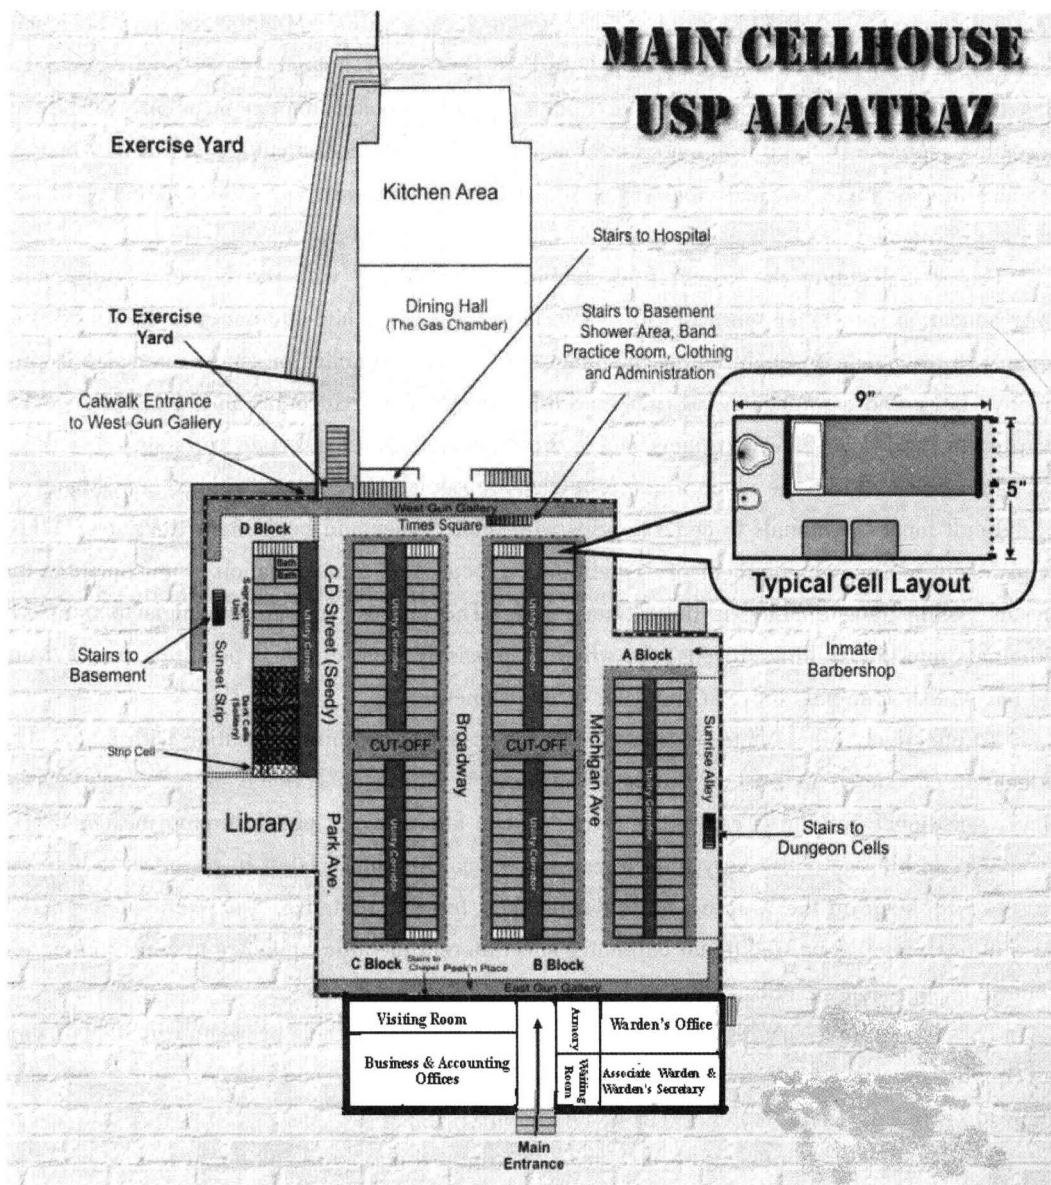 MAIN CELLHOUSE
USP ALCATRAZ
Exercise Yard
Kitchen Area
Stairs to Hospital
Dining Hall
(The Gas Chamber)
To Exercise
Yard
Stairs to Basement
Shower Area, Band
Practice Room, Clothing
and Administration
Catwalk Entrance
to West Gun Gallery
9"
5"
Typical Cell Layout
West Gun Gallery
Times Square
D Block
Bath
Bath
Segregation
Unit
Utility Corridor
C-D Street (Seedy)
Utility Corridor
Utility Corridor
Stairs to
Basement
Sunset Strip
Dark Cells
(Solitary)
Strip Cell
A Block
Inmate
Barbershop
CUT-OFF
Broadway
CUT-OFF
Michigan Ave
Sunrise Alley
Utility Corridor
Library
Park Ave.
Utility Corridor
Utility Corridor
Stairs to
Dungeon Cells
C Block
Stairs to
Chapel
Peek'n Place
B Block
East Gun Gallery
Visiting Room
Armory
Warden's Office
Business & Accounting
Offices
Waiting
Room
Associate Warden &
Warden's Secretary
Main
Entrance